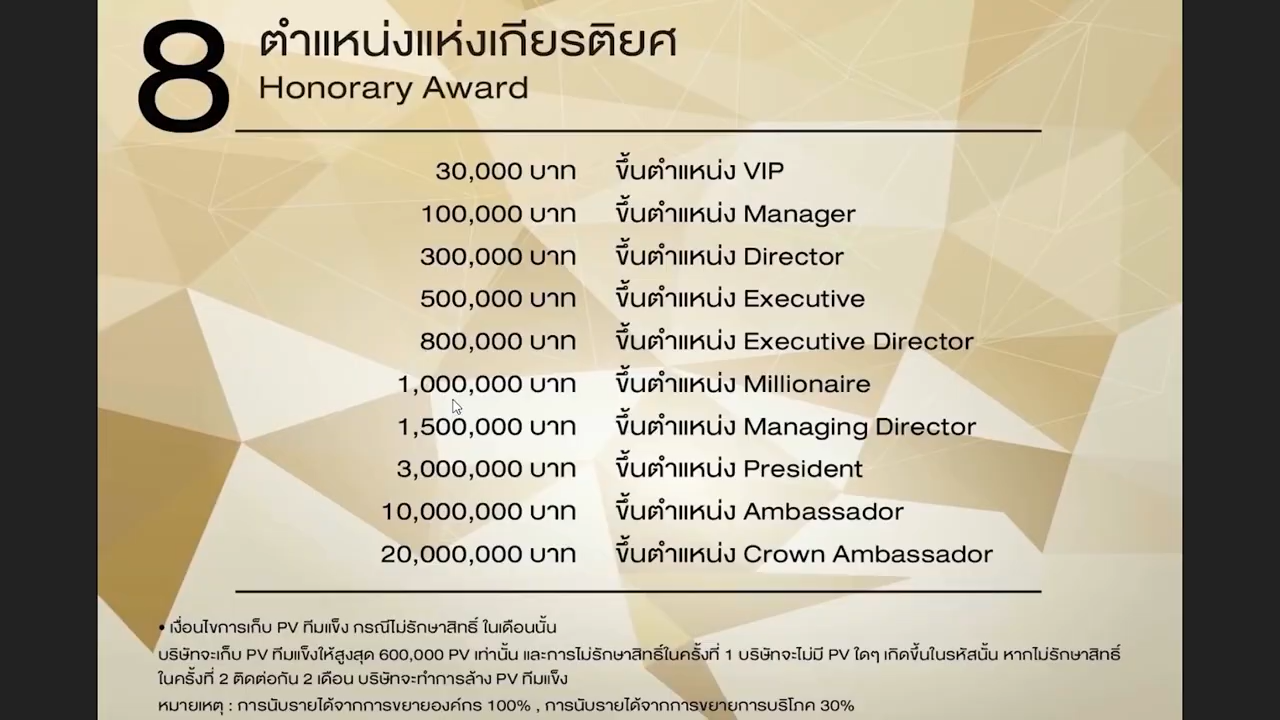 8
ตำแหน่งแห่งเกียรติยศ
Honorary Award
30,000 บาท ขึ้นตำแหน่ง VIP
100,000 บาท ขึ้นตำแหน่ง Manager
300,000 บาท ขึ้นตำแหน่ง Director
500,000 บาท ขึ้นตำแหน่ง Executive
800,000 บาท ขึ้นตำแหน่ง Executive Director
1,000,000 บาท ขึ้นตำแหน่ง Millionaire
1,500,000 บาท ขึ้นตำแหน่ง Managing Director
3,000,000 บาท ขึ้นตำแหน่ง President
10,000,000 บาท ขึ้นตำแหน่ง Ambassador
20,000,000 บาท ขึ้นตำแหน่ง Crown Ambassador
• เงื่อนไขการเก็บ PV ทีมแข็ง กรณีไม่รักษาสิทธิ์ ในเดือนนั้น
บริษัทจะเก็บ PV ทีมแข็งให้สูงสุด 600,000 PV เท่านั้น และการไม่รักษาสิทธิ์ในครั้งที่ 1 บริษัทจะไม่มี PV ใดๆ เกิดขึ้นในรหัสนั้น หากไม่รักษาสิทธิ์
ในครั้งที่ 2 ติดต่อกัน 2 เดือน บริษัทจะทำการล้าง PV ทีมแข็ง
หมายเหตุ : การนับรายได้จากการขยายองค์กร 100% , การนับรายได้จากการขยายการบริโภค 30%